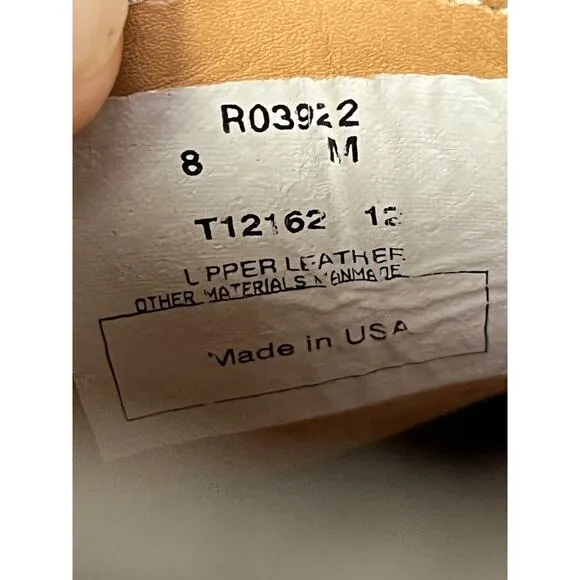 R03922
8 M
T12162 12
UPPER LEATHER
OTHER MATERIALS MANMADE
Made in USA